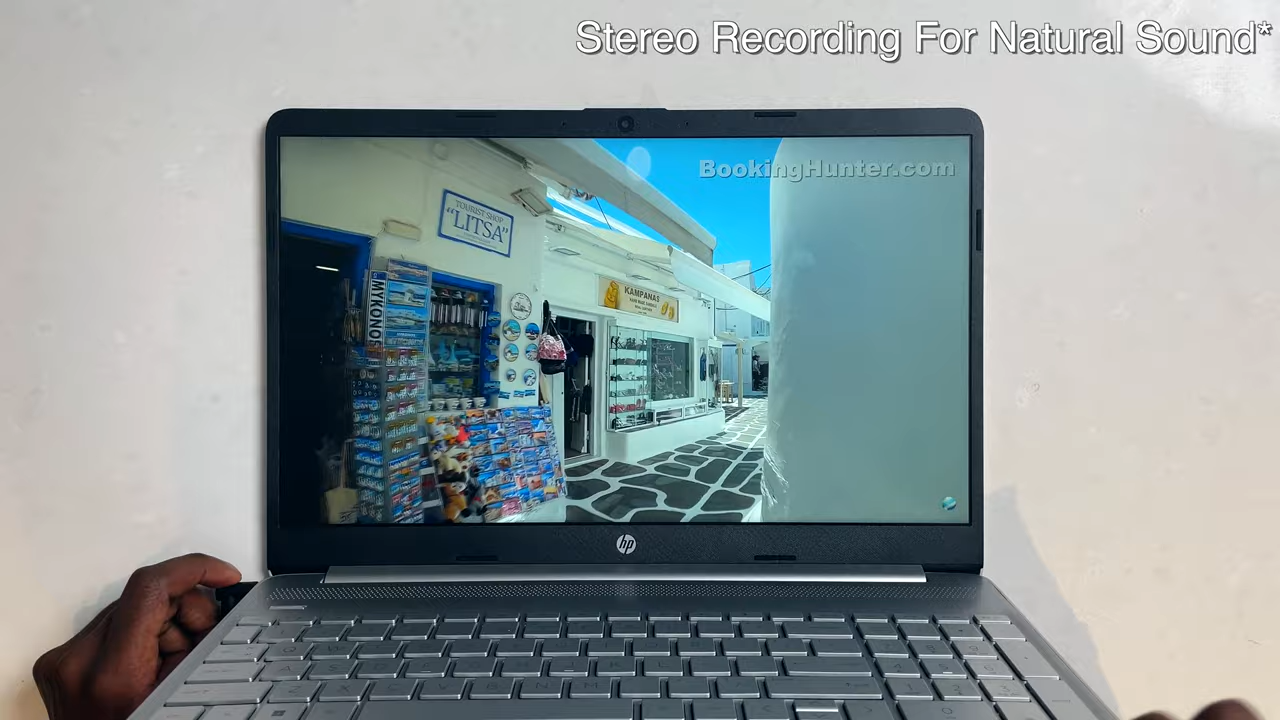 Stereo Recording For Natural Sound*
BookingHunter.com
TOURIST SHOP
"LITSA"
KAMPANAS
MYKONOS
hp